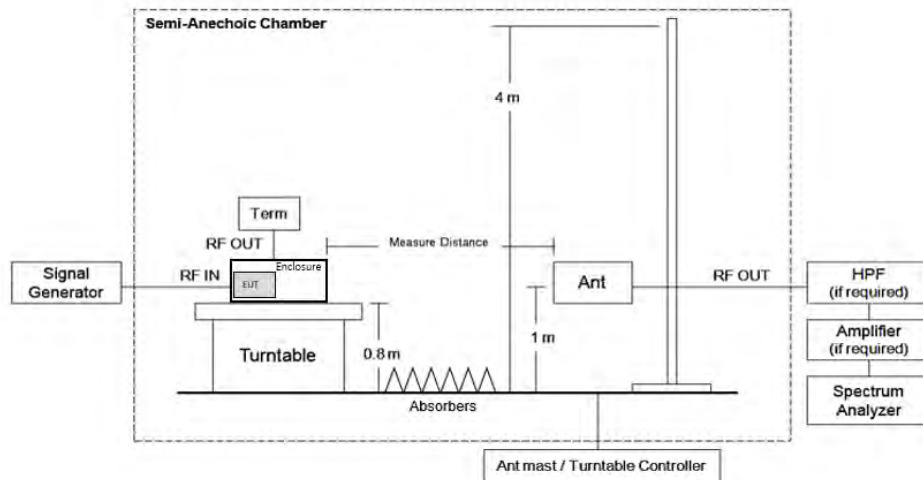 Semi-Anechoic Chamber
4 m
Term
RF OUT
Measure Distance
Signal
Generator
RF IN
Enclosure
EUT
Ant
RF OUT
HPF
(if required)
Turntable
0.8 m
1 m
Amplifier
(if required)
Absorbers
Spectrum
Analyzer
Ant mast / Turntable Controller